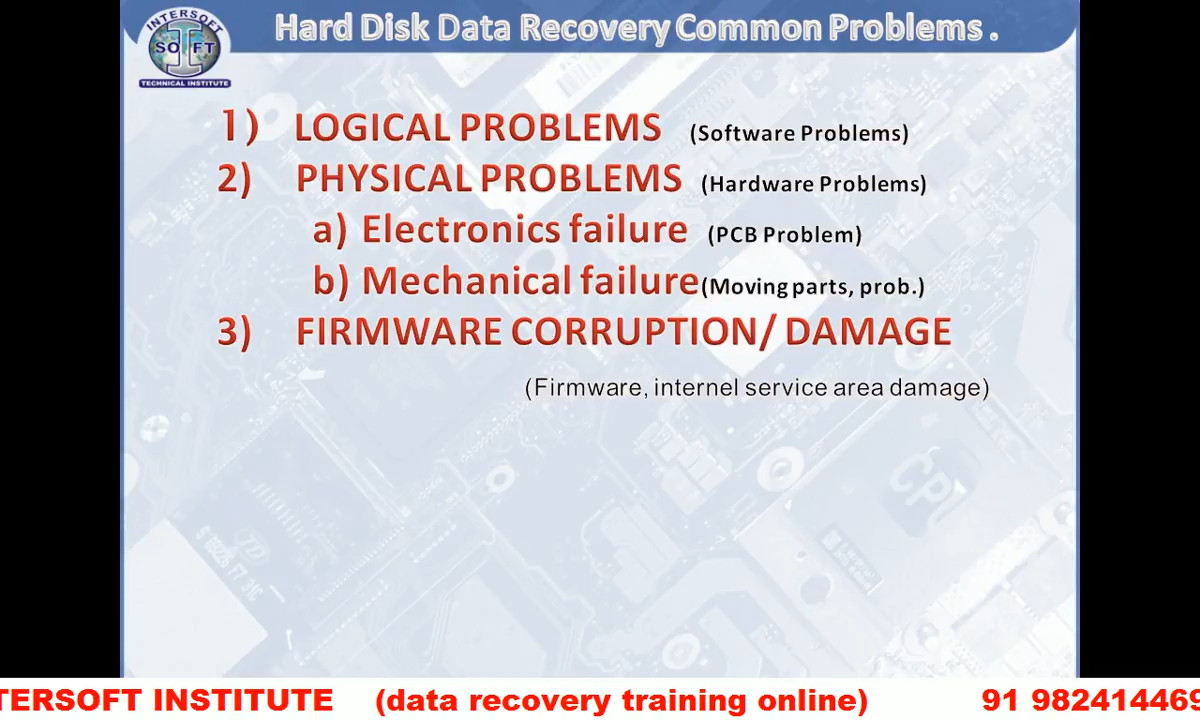 INTERSOFT
SOFT
TECHNICAL INSTITUTE
Hard Disk Data Recovery Common Problems .
1) LOGICAL PROBLEMS (Software Problems)
2) PHYSICAL PROBLEMS (Hardware Problems)
a) Electronics failure (PCB Problem)
b) Mechanical failure(Moving parts, prob.)
3) FIRMWARE CORRUPTION/ DAMAGE
(Firmware, internel service area damage)
TERSOFT INSTITUTE (data recovery training online) 91 982414469